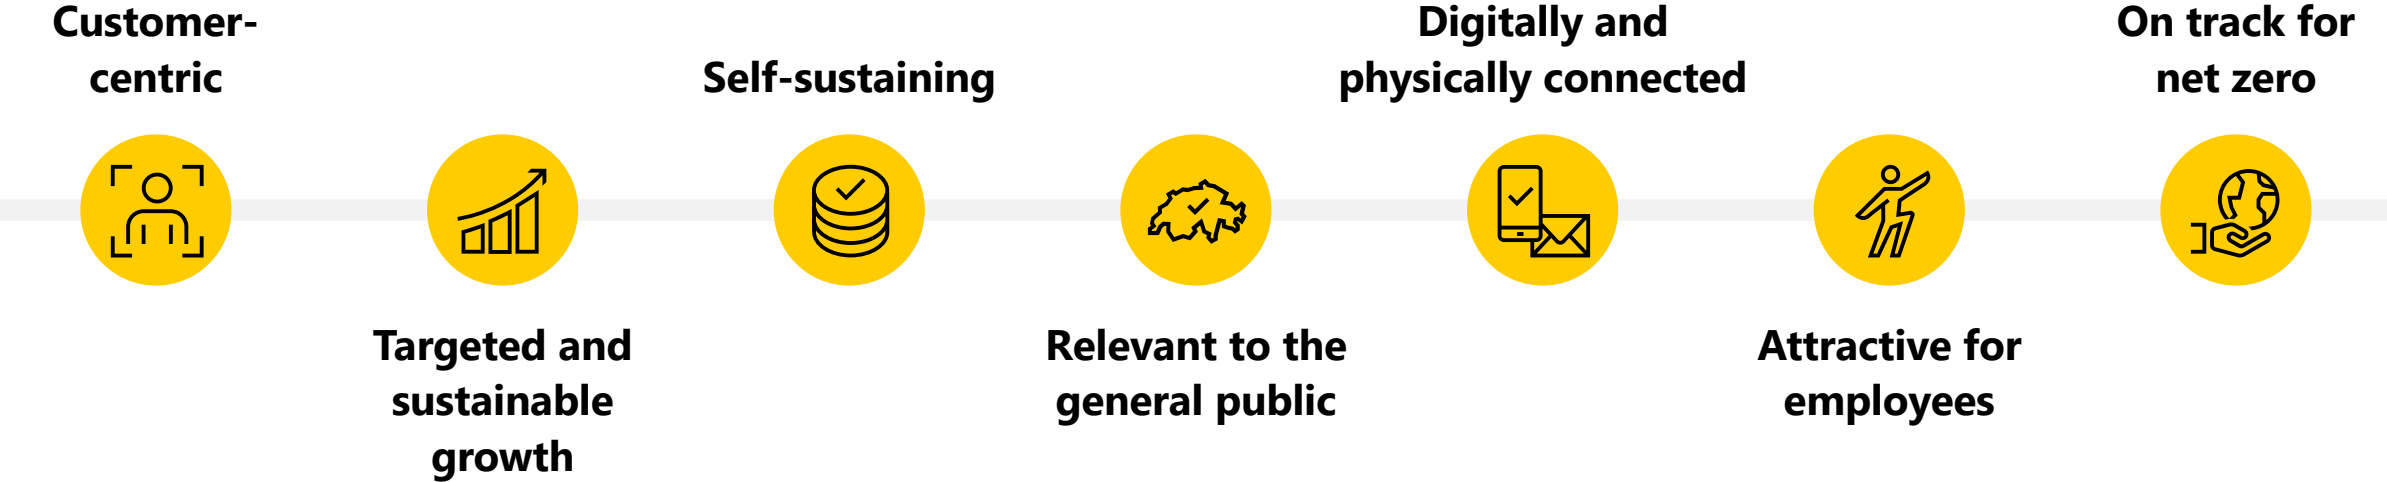 Customer-
centric
Targeted and
sustainable
growth
Self-sustaining
Relevant to the
general public
Digitally and
physically connected
Attractive for
employees
On track for
net zero